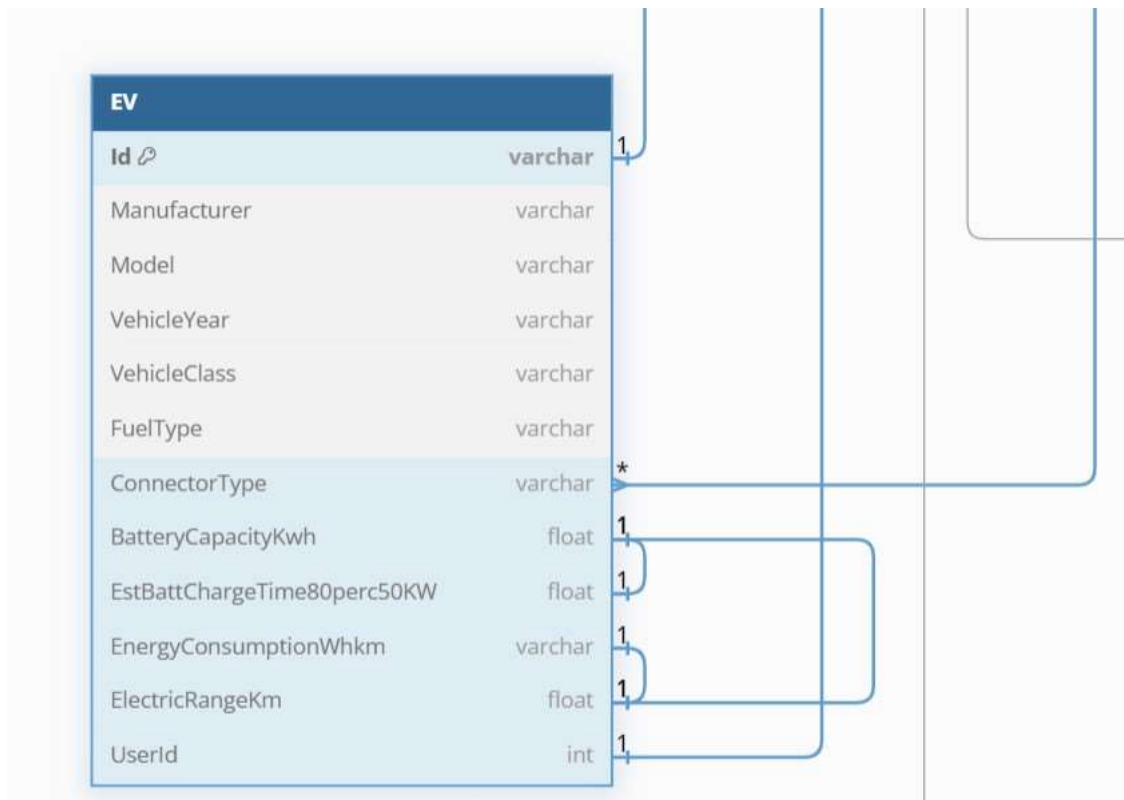 EV
Id varchar 1
Manufacturer varchar
Model varchar
VehicleYear varchar
VehicleClass varchar
FuelType varchar
ConnectorType varchar *
BatteryCapacityKwh float 1
EstBattChargeTime80perc50KW float 1
EnergyConsumptionWhkm varchar 1
ElectricRangeKm float 1
UserId int 1